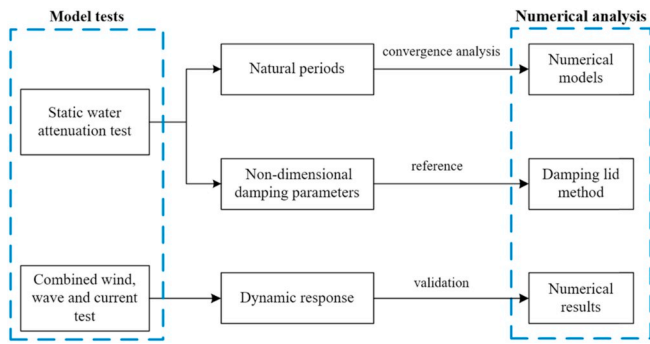 Model tests
Numerical analysis
Natural periods
convergence analysis
Numerical
models
Static water
attenuation test
Non-dimensional
damping parameters
reference
Damping lid
method
Combined wind,
wave and current
test
Dynamic response
validation
Numerical
results